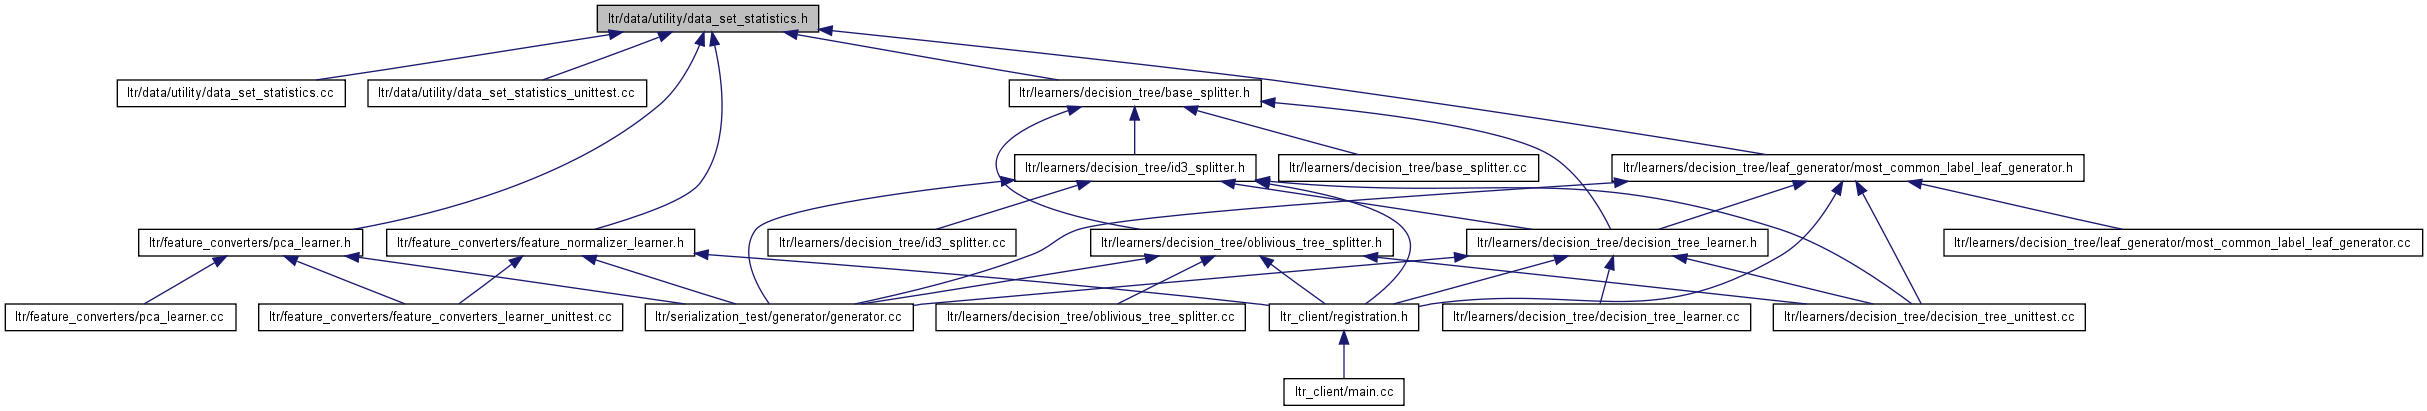 ltr/data/utility/data_set_statistics.h
ltr/data/utility/data_set_statistics.cc
ltr/data/utility/data_set_statistics_unittest.cc
ltr/learners/decision_tree/base_splitter.h
ltr/learners/decision_tree/id3_splitter.h
ltr/learners/decision_tree/base_splitter.cc
ltr/learners/decision_tree/leaf_generator/most_common_label_leaf_generator.h
ltr/feature_converters/pca_learner.h
ltr/feature_converters/feature_normalizer_learner.h
ltr/learners/decision_tree/id3_splitter.cc
ltr/learners/decision_tree/oblivious_tree_splitter.h
ltr/learners/decision_tree/decision_tree_learner.h
ltr/learners/decision_tree/leaf_generator/most_common_label_leaf_generator.cc
ltr/feature_converters/pca_learner.cc
ltr/feature_converters/feature_converters_learner_unittest.cc
ltr/serialization_test/generator/generator.cc
ltr/learners/decision_tree/oblivious_tree_splitter.cc
ltr_client/registration.h
ltr/learners/decision_tree/decision_tree_learner.cc
ltr/learners/decision_tree/decision_tree_unittest.cc
ltr_client/main.cc